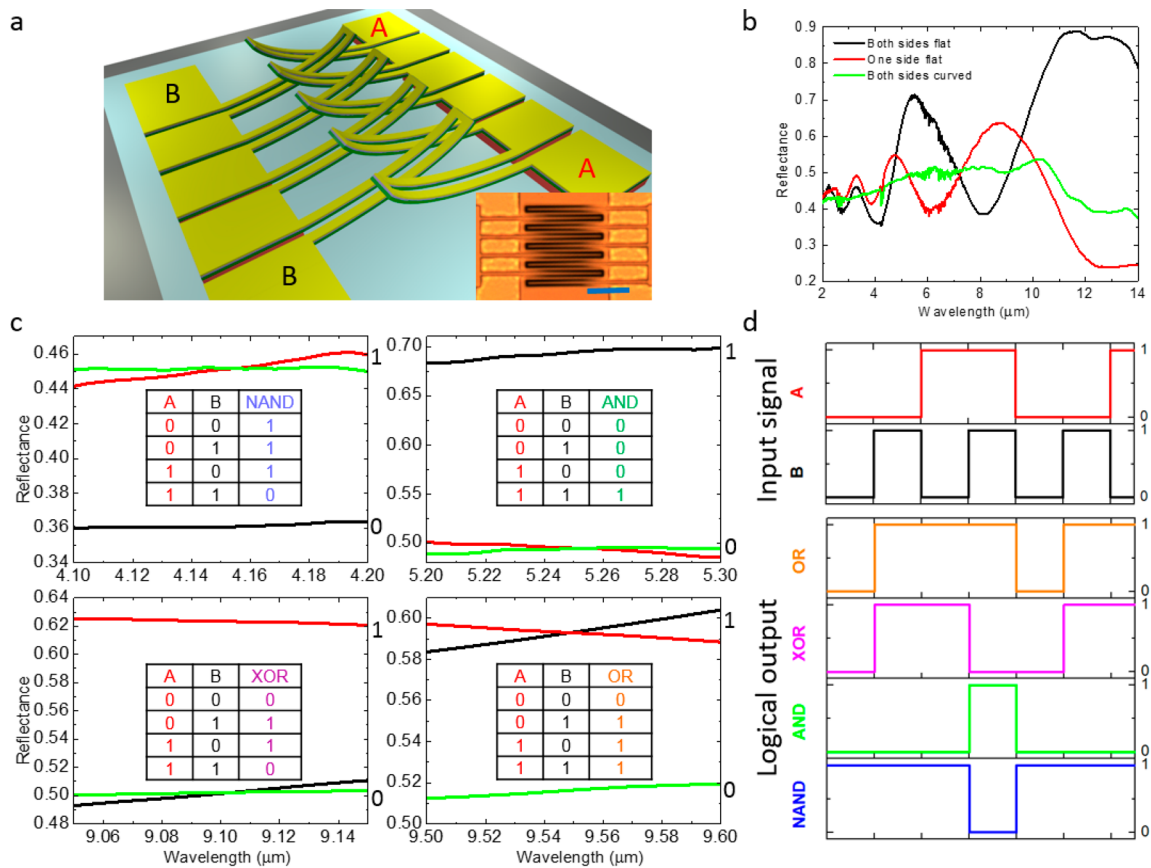 a
A
B
A
B
b
Both sides flat
One side flat
Both sides curved
Reflectance
0.9
0.8
0.7
0.6
0.5
0.4
0.3
0.2
2 4 6 8 10 12 14
Wavelength (μm)
c
Reflectance
0.46
0.44
0.42
0.40
0.38
0.36
0.34
4.10 4.12 4.14 4.16 4.18 4.20
1
0
A B NAND
0 0 1
0 1 1
1 0 1
1 1 0
0.70
0.65
0.60
0.55
0.50
5.20 5.22 5.24 5.26 5.28 5.30
1
0
A B AND
0 0 0
0 1 0
1 0 0
1 1 1
Reflectance
0.64
0.62
0.60
0.58
0.56
0.54
0.52
0.50
0.48
9.06 9.08 9.10 9.12 9.14
Wavelength (μm)
1
0
A B XOR
0 0 0
0 1 1
1 0 1
1 1 0
0.60
0.58
0.56
0.54
0.52
0.50
9.50 9.52 9.54 9.56 9.58 9.60
Wavelength (μm)
1
0
A B OR
0 0 0
0 1 1
1 0 1
1 1 1
d
Input signal
A
1
0
B
1
0
Logical output
OR
1
0
XOR
1
0
AND
1
0
NAND
1
0